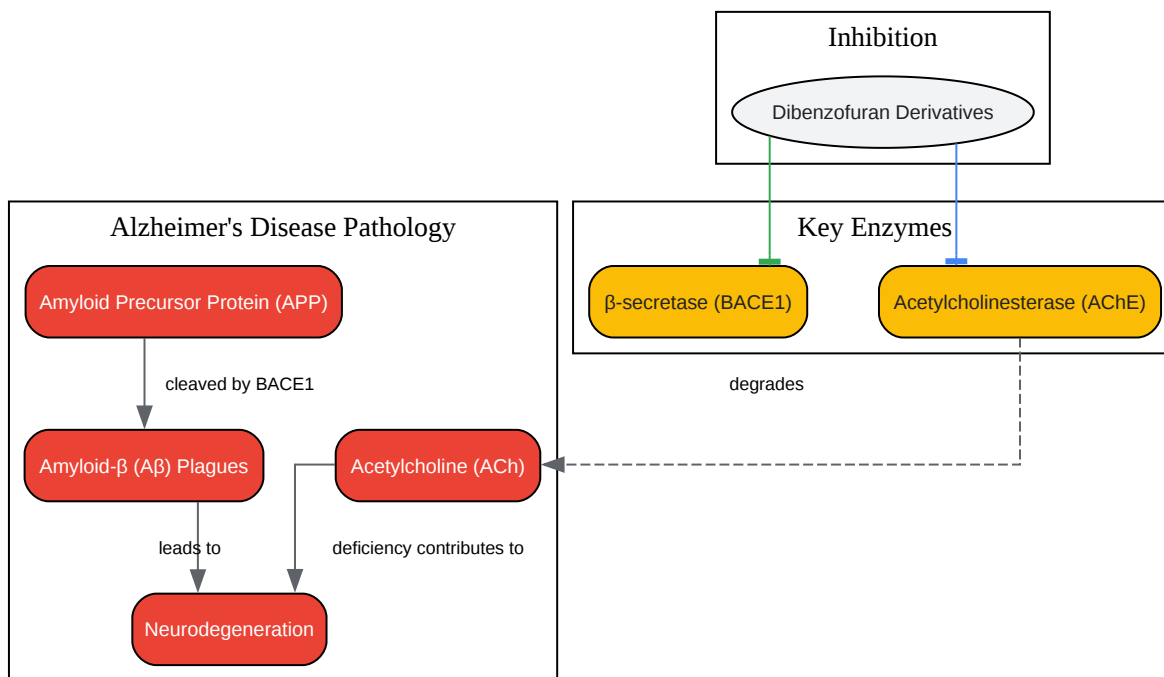 Inhibition
Dibenzofuran Derivatives
Alzheimer's Disease Pathology
Key Enzymes
Amyloid Precursor Protein (APP)
β-secretase (BACE1)
Acetylcholinesterase (AChE)
cleaved by BACE1
degrades
Amyloid-β (Aβ) Plagues
Acetylcholine (ACh)
leads to
deficiency contributes to
Neurodegeneration